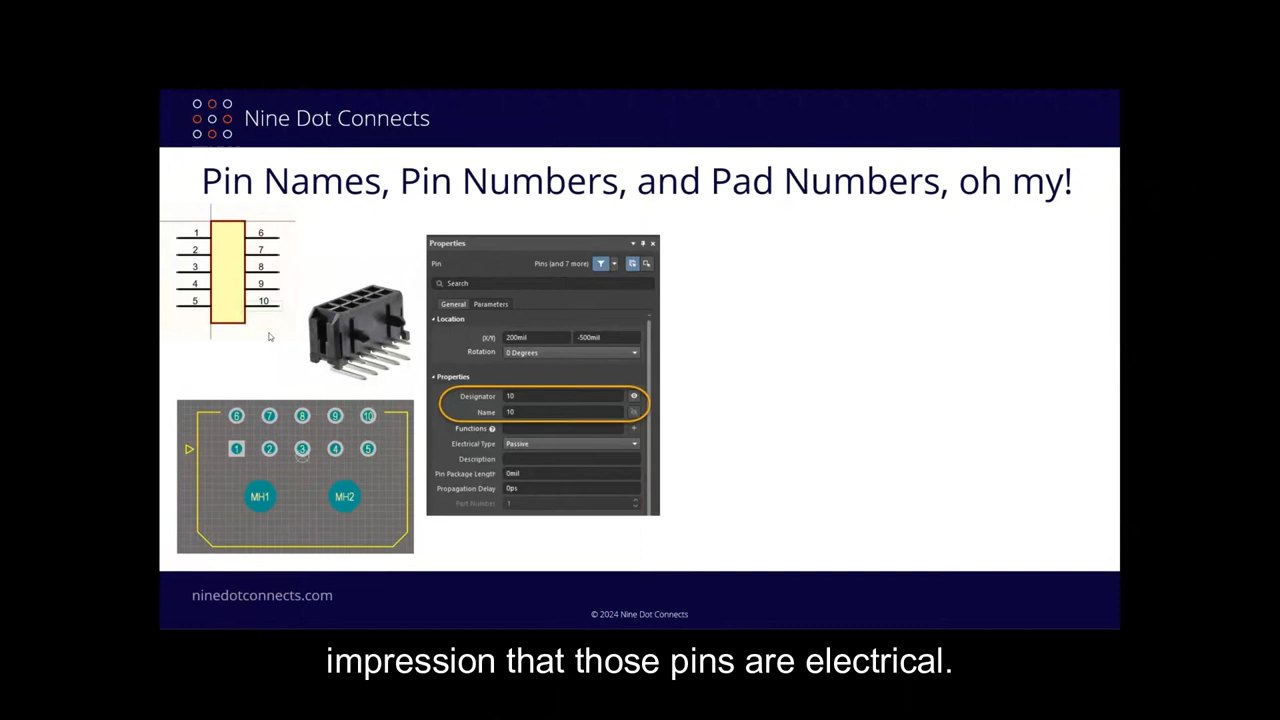 Nine Dot Connects
Pin Names, Pin Numbers, and Pad Numbers, oh my!
1 6
2 7
3 8
4 9
5 10
6 7 8 9 10
1 2 3 4 5
MH1 MH2
Properties
Pin Pins (and 7 more)
Search
General Parameters
Location
(X/Y) 200mil -500mil
Rotation 0 Degrees
Properties
Designator 10
Name 10
Functions
Electrical Type Passive
Description
Pin Package Length 0mil
Propagation Delay 0ps
Part Number 1
ninedotconnects.com
© 2024 Nine Dot Connects
impression that those pins are electrical.